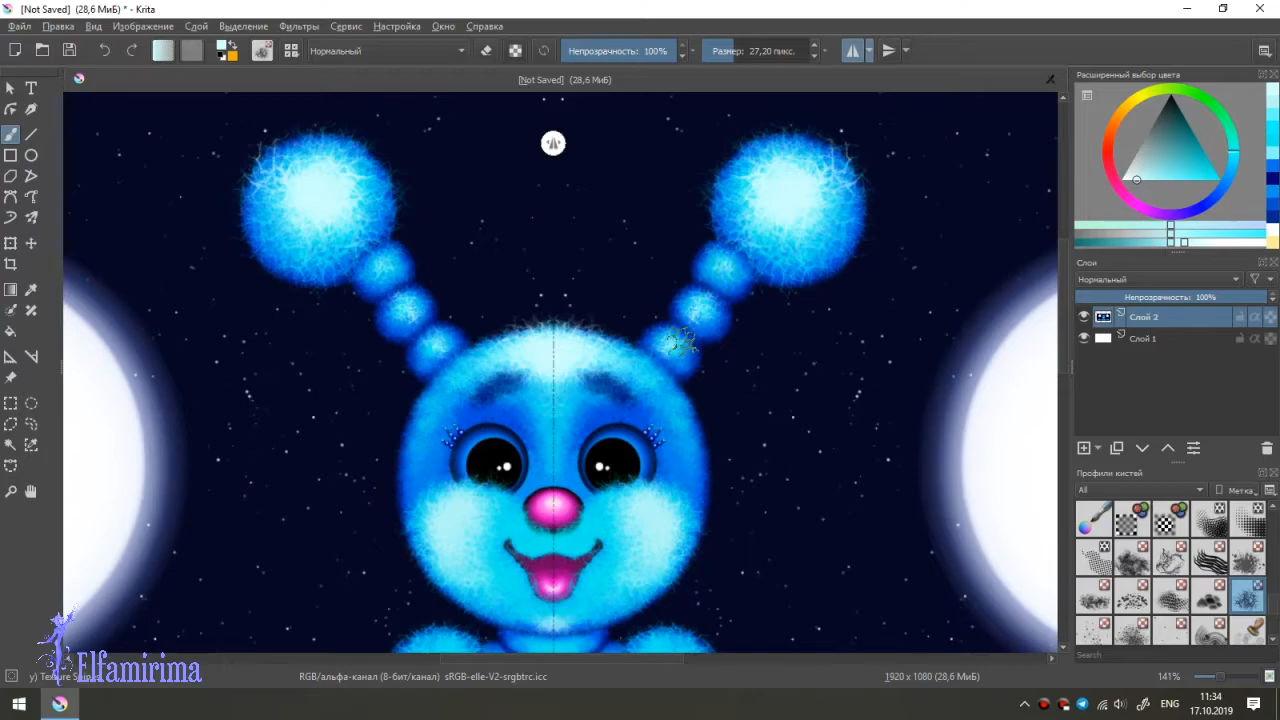 [Not Saved] (28,6 МиБ) * - Krita
Файл Правка Вид Изображение Слой Выделение Фильтры Сервис Настройка Окно Справка
Нормальный Непрозрачность: 100% Размер: 27,20 пикс.
[Not Saved] (28,6 МиБ)
Расширенный выбор цвета
Слои
Нормальный
Непрозрачность: 100%
Слой 2
Слой 1
Профили кистей
All Метка
Search
Elfamirima
RGB/альфа-канал (8-бит/канал) sRGB-elle-V2-srgbtrc.icc 1920 x 1080 (28,6 МиБ) 141%
11:34
ENG
17.10.2019